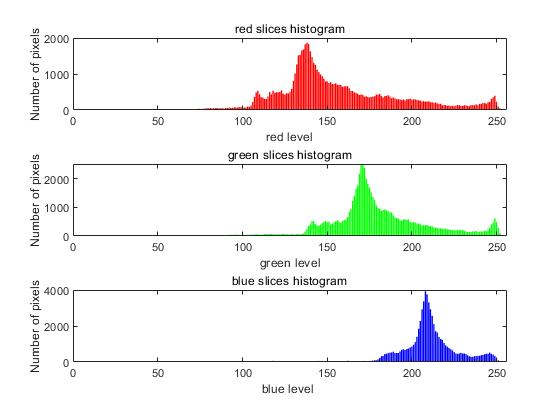 red slices histogram
Number of pixels
2000
1000
0
0 50 100 150 200 250
red level
green slices histogram
Number of pixels
2000
1000
0
0 50 100 150 200 250
green level
blue slices histogram
Number of pixels
4000
2000
0
0 50 100 150 200 250
blue level